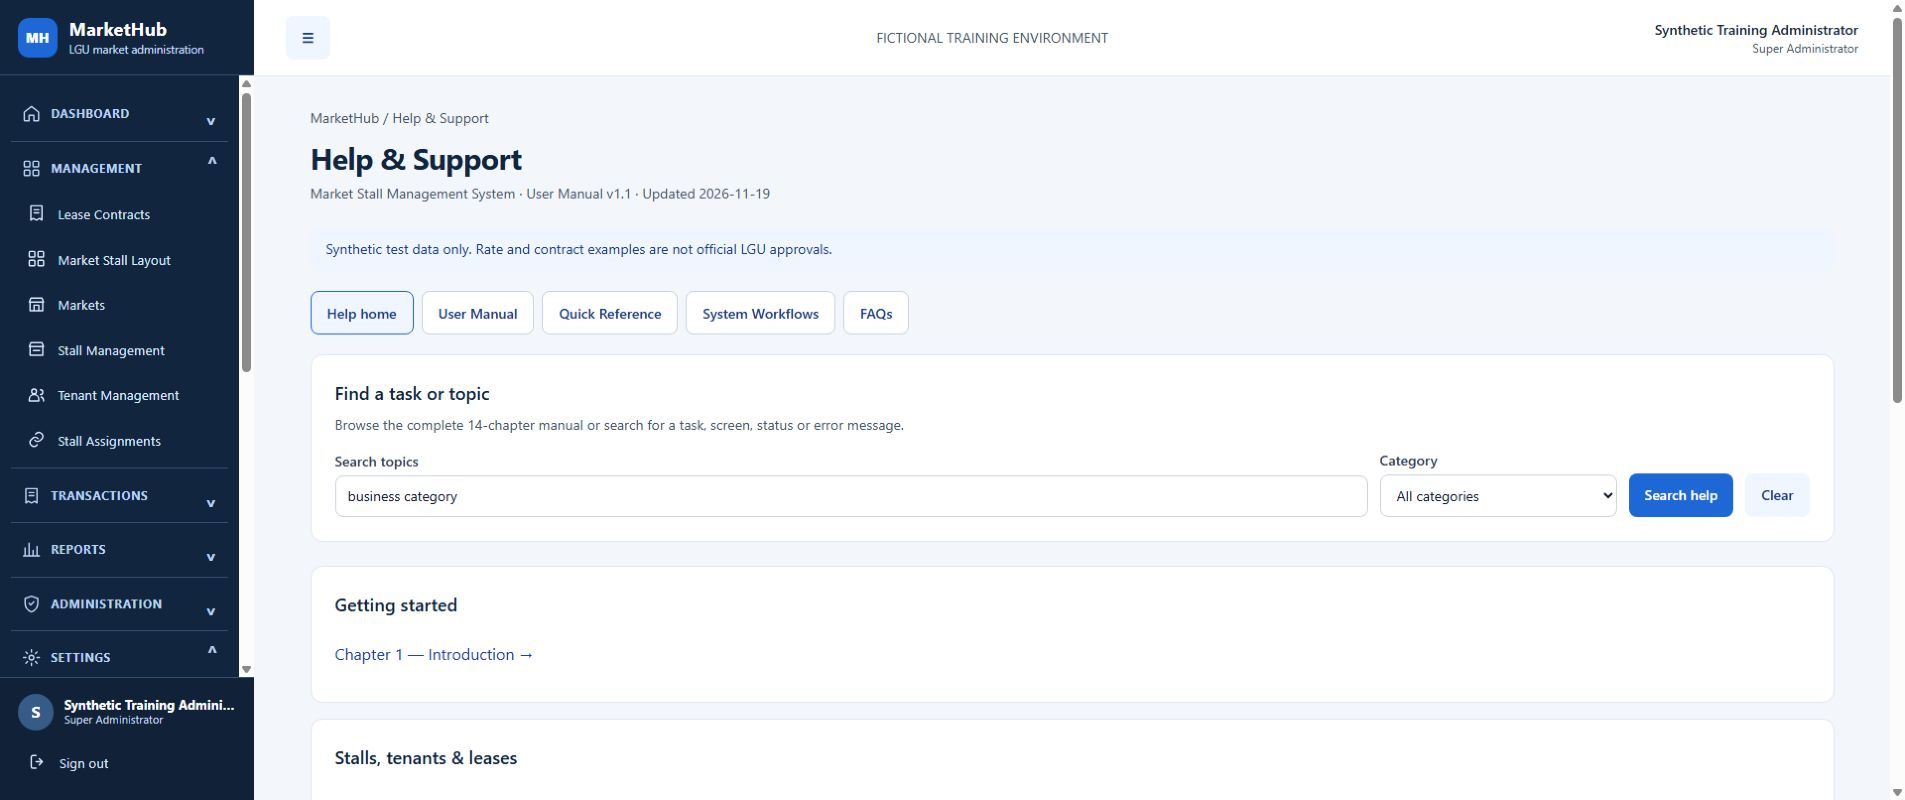 MH
MarketHub
LGU market administration
☰
FICTIONAL TRAINING ENVIRONMENT
Synthetic Training Administrator
Super Administrator
DASHBOARD
MANAGEMENT
Lease Contracts
Market Stall Layout
Markets
Stall Management
Tenant Management
Stall Assignments
TRANSACTIONS
REPORTS
ADMINISTRATION
SETTINGS
S
Synthetic Training Admini...
Super Administrator
Sign out
MarketHub / Help & Support
Help & Support
Market Stall Management System · User Manual v1.1 · Updated 2026-11-19
Synthetic test data only. Rate and contract examples are not official LGU approvals.
Help home
User Manual
Quick Reference
System Workflows
FAQs
Find a task or topic
Browse the complete 14-chapter manual or search for a task, screen, status or error message.
Search topics
business category
Category
All categories
Search help
Clear
Getting started
Chapter 1 — Introduction →
Stalls, tenants & leases